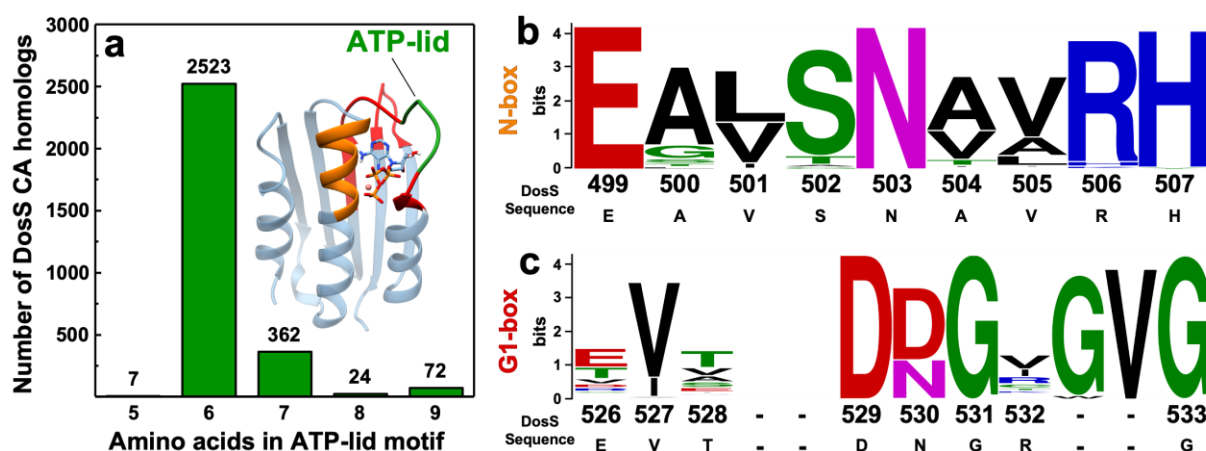 a
ATP-lid
Number of DosS CA homologs
3000
2500
2000
1500
1000
500
7
2523
362
24
72
5 6 7 8 9
Amino acids in ATP-lid motif
b
N-box
bits
4
3
2
1
0
E A L S N A V R H
G V T V A
L
499 500 501 502 503 504 505 506 507
DosS
Sequence
E A V S N A V R H
c
G1-box
bits
4
3
2
1
0
E V T D D G Y G V G
T I V N
526 527 528 - - 529 530 531 532 - - 533
DosS
Sequence
E V T - - D N G R - - G